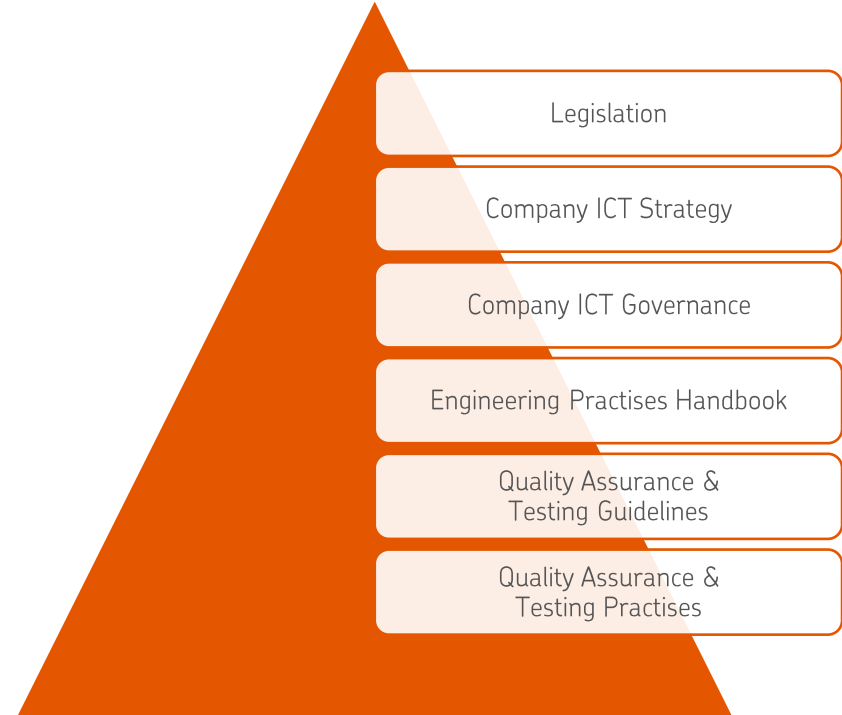 Legislation
Company ICT Strategy
Company ICT Governance
Engineering Practises Handbook
Quality Assurance &
Testing Guidelines
Quality Assurance &
Testing Practises